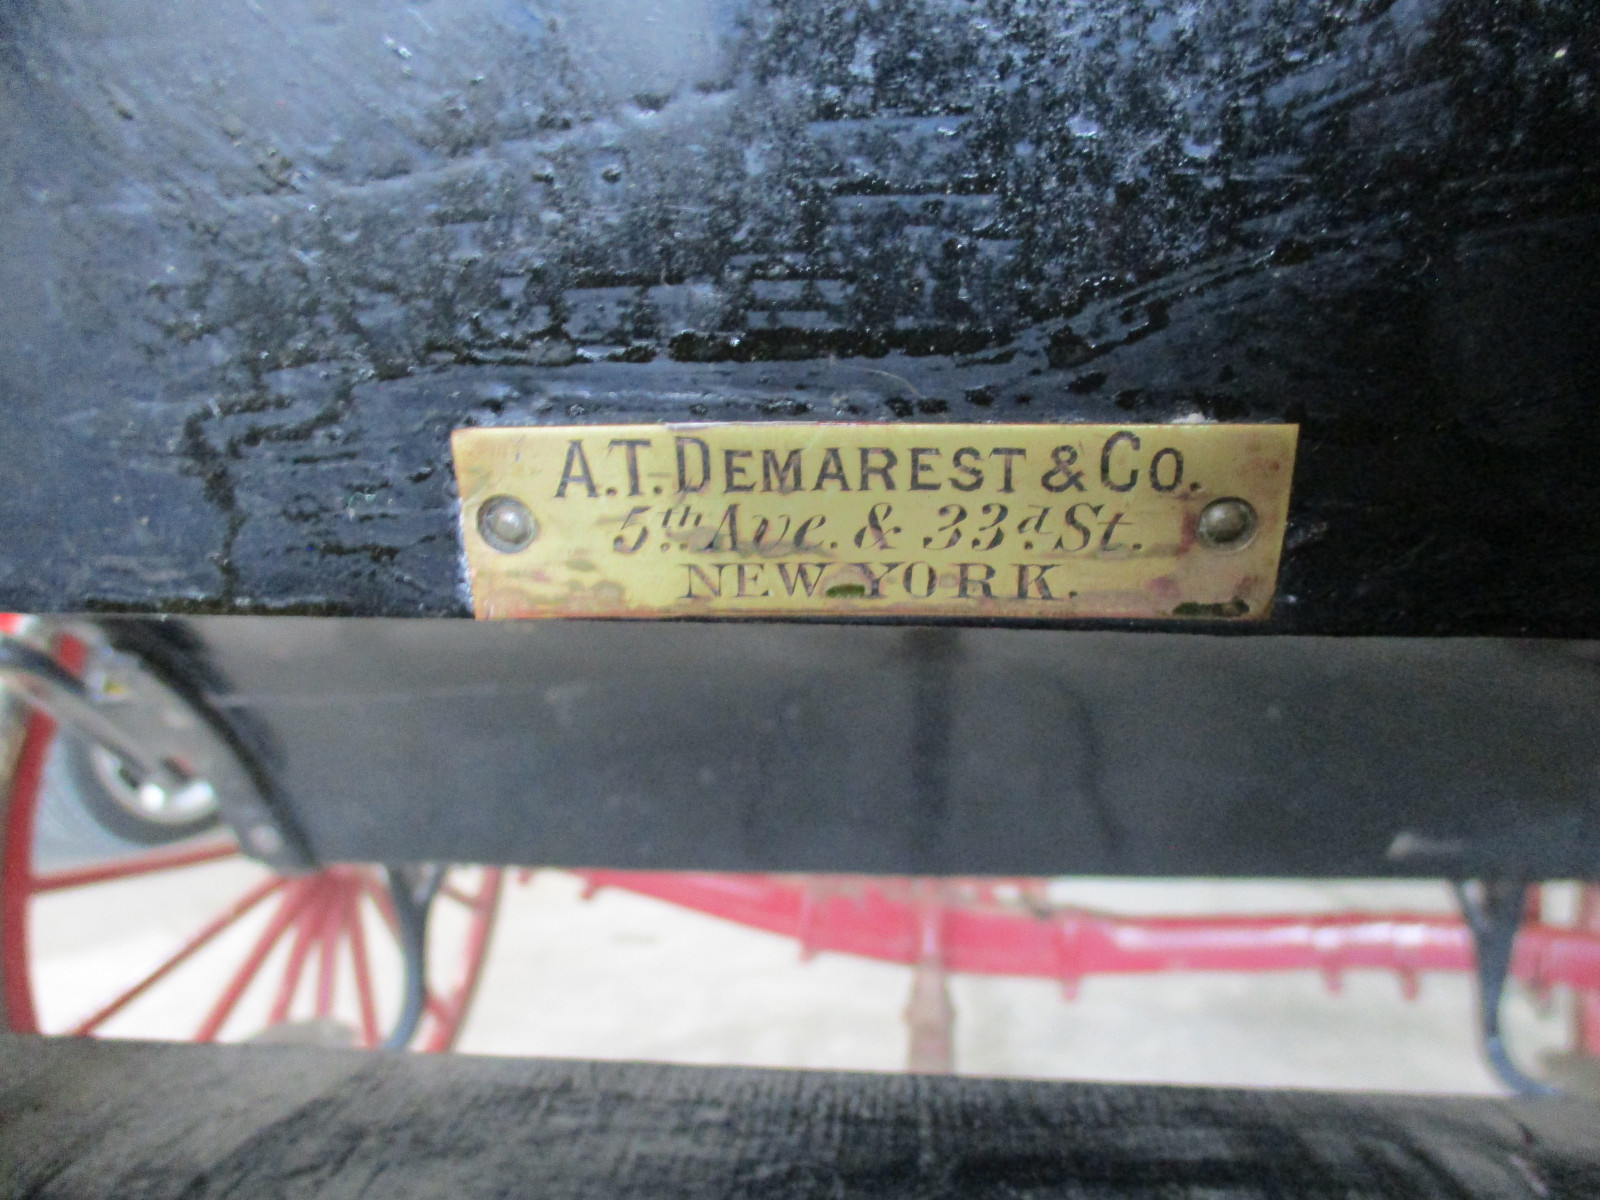 A.T. DEMAREST & CO.
5th Ave. & 33d St.
NEW YORK.